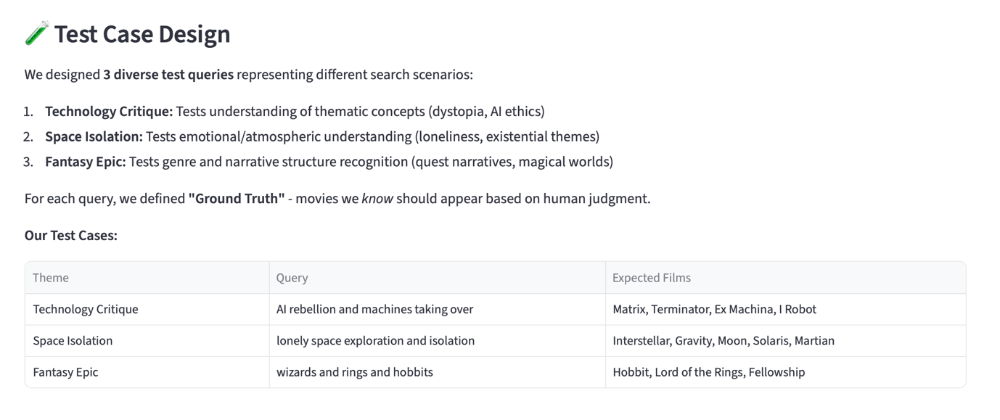 🧪 Test Case Design
We designed 3 diverse test queries representing different search scenarios:
1. Technology Critique: Tests understanding of thematic concepts (dystopia, AI ethics)
2. Space Isolation: Tests emotional/atmospheric understanding (loneliness, existential themes)
3. Fantasy Epic: Tests genre and narrative structure recognition (quest narratives, magical worlds)
For each query, we defined "Ground Truth" - movies we know should appear based on human judgment.
Our Test Cases:
Theme Query Expected Films
Technology Critique AI rebellion and machines taking over Matrix, Terminator, Ex Machina, I Robot
Space Isolation lonely space exploration and isolation Interstellar, Gravity, Moon, Solaris, Martian
Fantasy Epic wizards and rings and hobbits Hobbit, Lord of the Rings, Fellowship